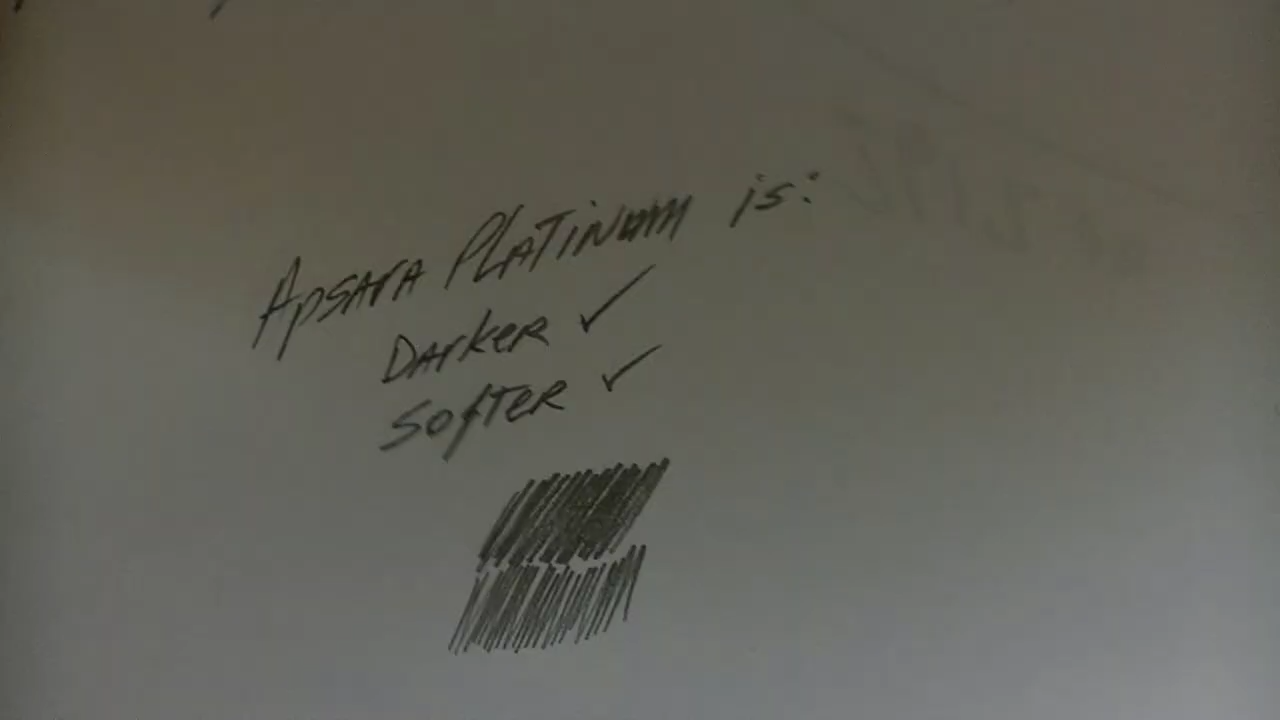 Apsara Platinum is:
Darker ✓
Softer ✓